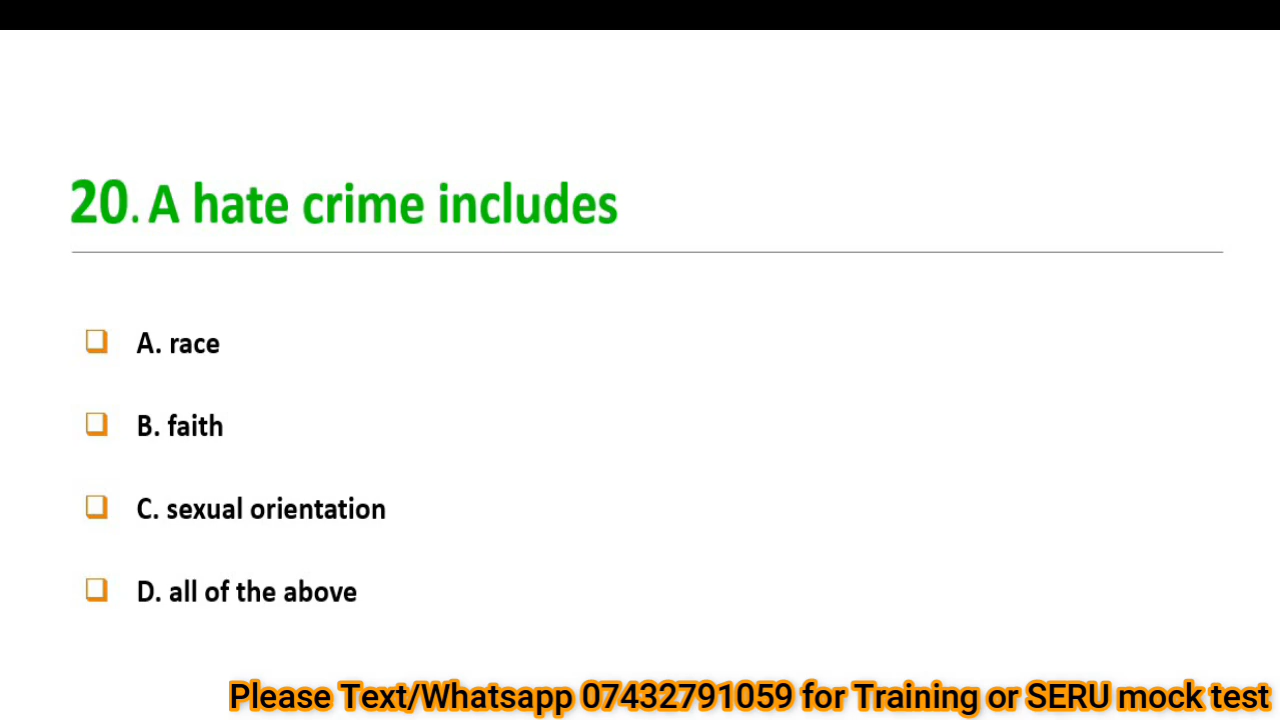 20. A hate crime includes
A. race
B. faith
C. sexual orientation
D. all of the above
Please Text/Whatsapp 07432791059 for Training or SERU mock test